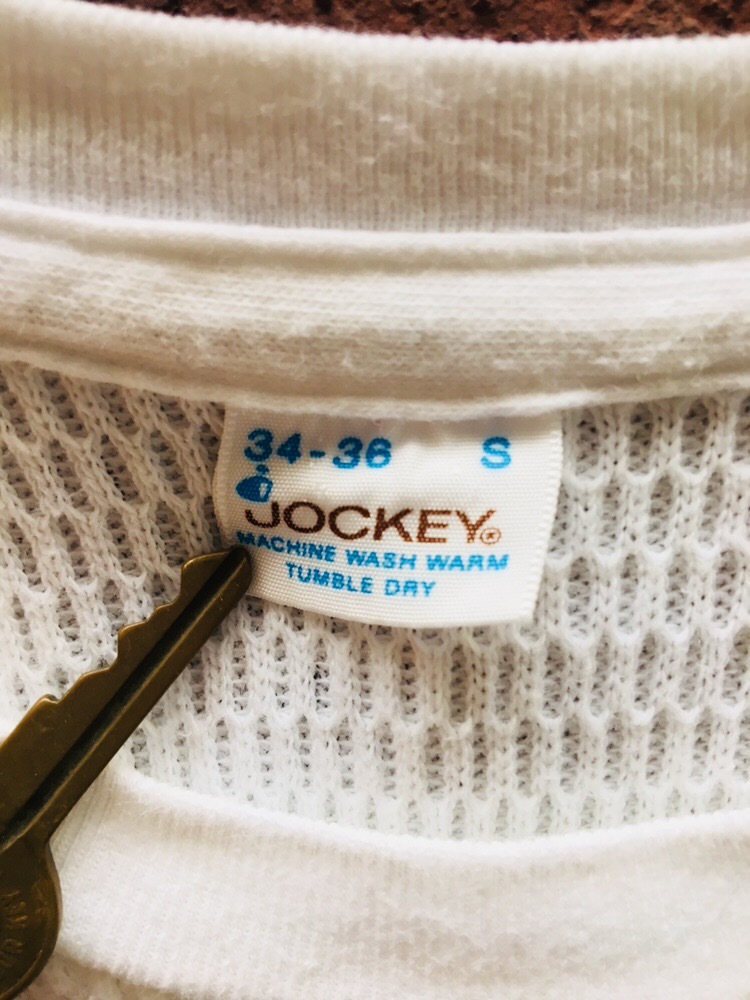 34-36 S
JOCKEY®
MACHINE WASH WARM
TUMBLE DRY